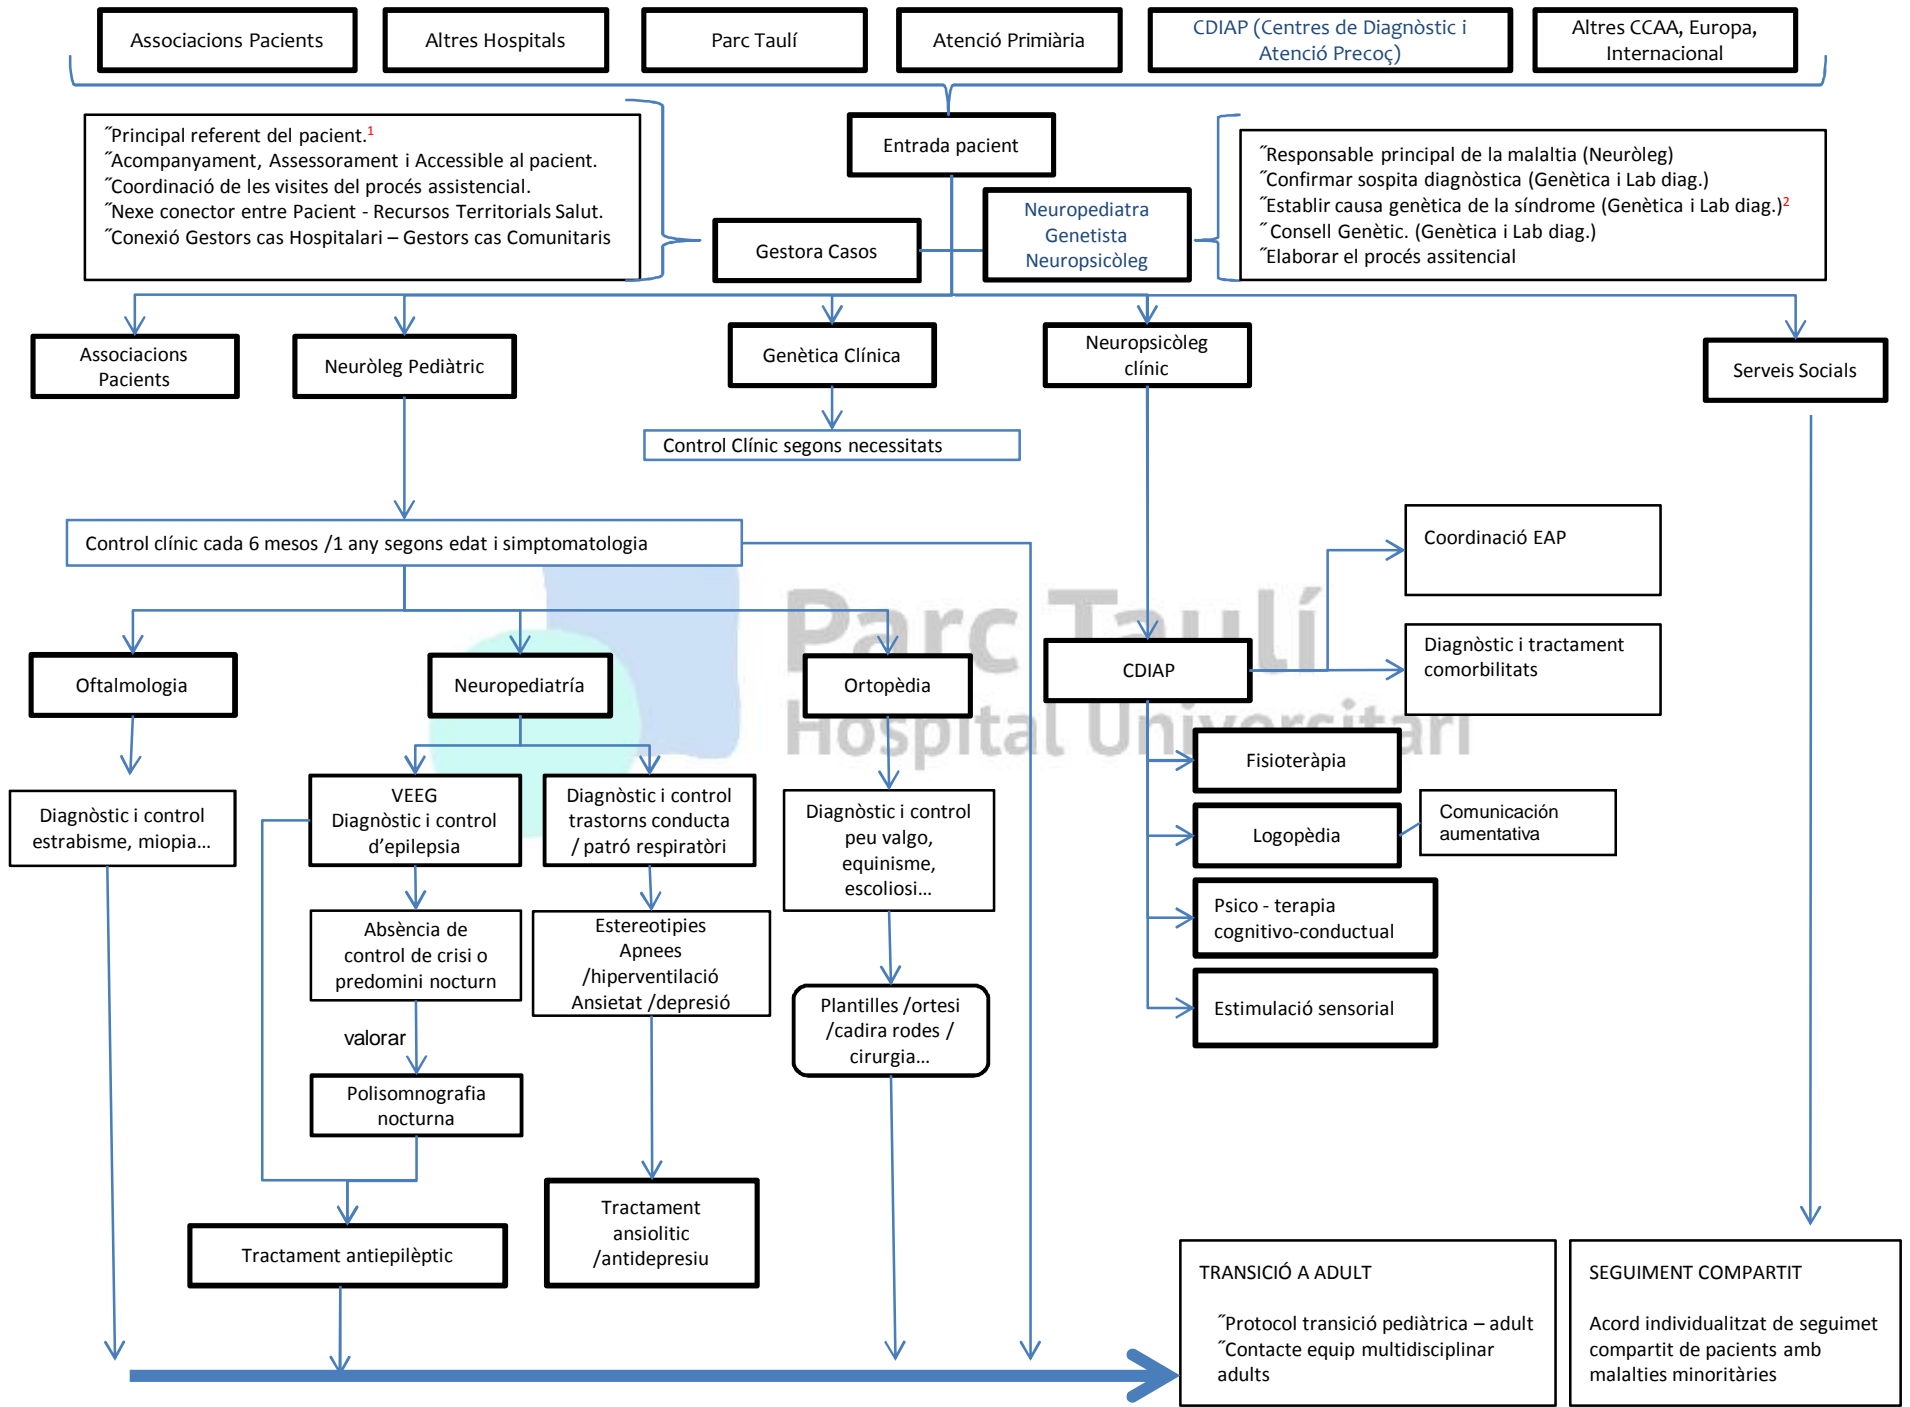 Associacions Pacients
Altres Hospitals
Parc Taulí
Atenció Primiària
CDIAP (Centres de Diagnòstic i
Atenció Precoç)
Altres CCAA, Europa,
Internacional
˝Principal referent del pacient.1
˝Acompanyament, Assessorament i Accessible al pacient.
˝Coordinació de les visites del procés assistencial.
˝Nexe conector entre Pacient - Recursos Territorials Salut.
˝Conexió Gestors cas Hospitalari – Gestors cas Comunitaris
Entrada pacient
˝Responsable principal de la malaltia (Neuròleg)
˝Confirmar sospita diagnòstica (Genètica i Lab diag.)
˝Establir causa genètica de la síndrome (Genètica i Lab diag.)2
˝Consell Genètic. (Genètica i Lab diag.)
˝Elaborar el procés assitencial
Gestora Casos
Neuropediatra
Genetista
Neuropsicòleg
Associacions
Pacients
Neuròleg Pediàtric
Genètica Clínica
Neuropsicòleg
clínic
Serveis Socials
Control Clínic segons necessitats
Control clínic cada 6 mesos /1 any segons edat i simptomatologia
Coordinació EAP
Parc Taulí
Hospital Universitari
Oftalmologia
Neuropediatría
Ortopèdia
CDIAP
Diagnòstic i tractament
comorbilitats
Fisioteràpia
Diagnòstic i control
estrabisme, miopia…
VEEG
Diagnòstic i control
d’epilepsia
Diagnòstic i control
trastorns conducta
/ patró respiratòri
Diagnòstic i control
peu valgo,
equinisme,
escoliosi…
Logopèdia
Comunicación
aumentativa
Absència de
control de crisi o
predomini nocturn
Estereotipies
Apnees
/hiperventilació
Ansietat /depresió
Psico - terapia
cognitivo-conductual
Estimulació sensorial
valorar
Plantilles /ortesi
/cadira rodes /
cirurgia…
Polisomnografia
nocturna
Tractament antiepilèptic
Tractament
ansiolitic
/antidepresiu
TRANSICIÓ A ADULT
˝Protocol transició pediàtrica – adult
˝Contacte equip multidisciplinar
adults
SEGUIMENT COMPARTIT
Acord individualitzat de seguimet
compartit de pacients amb
malalties minoritàries